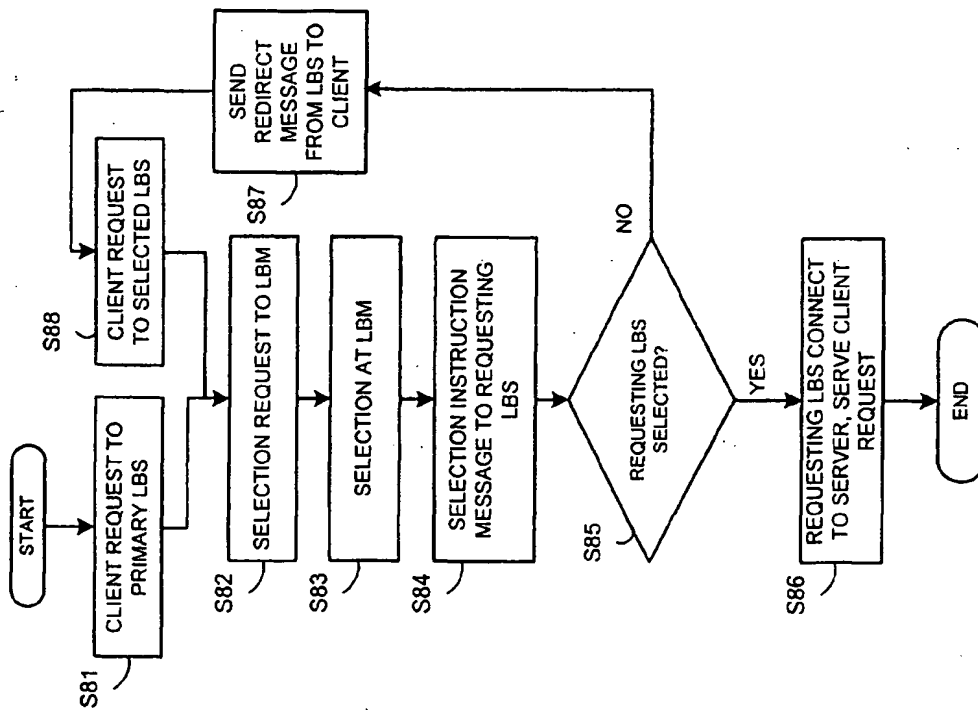 START
S81
CLIENT REQUEST TO
PRIMARY LBS
S88
CLIENT REQUEST
TO SELECTED LBS
S82
SELECTION REQUEST TO LBM
S83
SELECTION AT LBM
S84
SELECTION INSTRUCTION
MESSAGE TO REQUESTING
LBS
S85
REQUESTING LBS
SELECTED?
NO
YES
S87
SEND
REDIRECT
MESSAGE
FROM LBS TO
CLIENT
S86
REQUESTING LBS CONNECT
TO SERVER, SERVE CLIENT
REQUEST
END